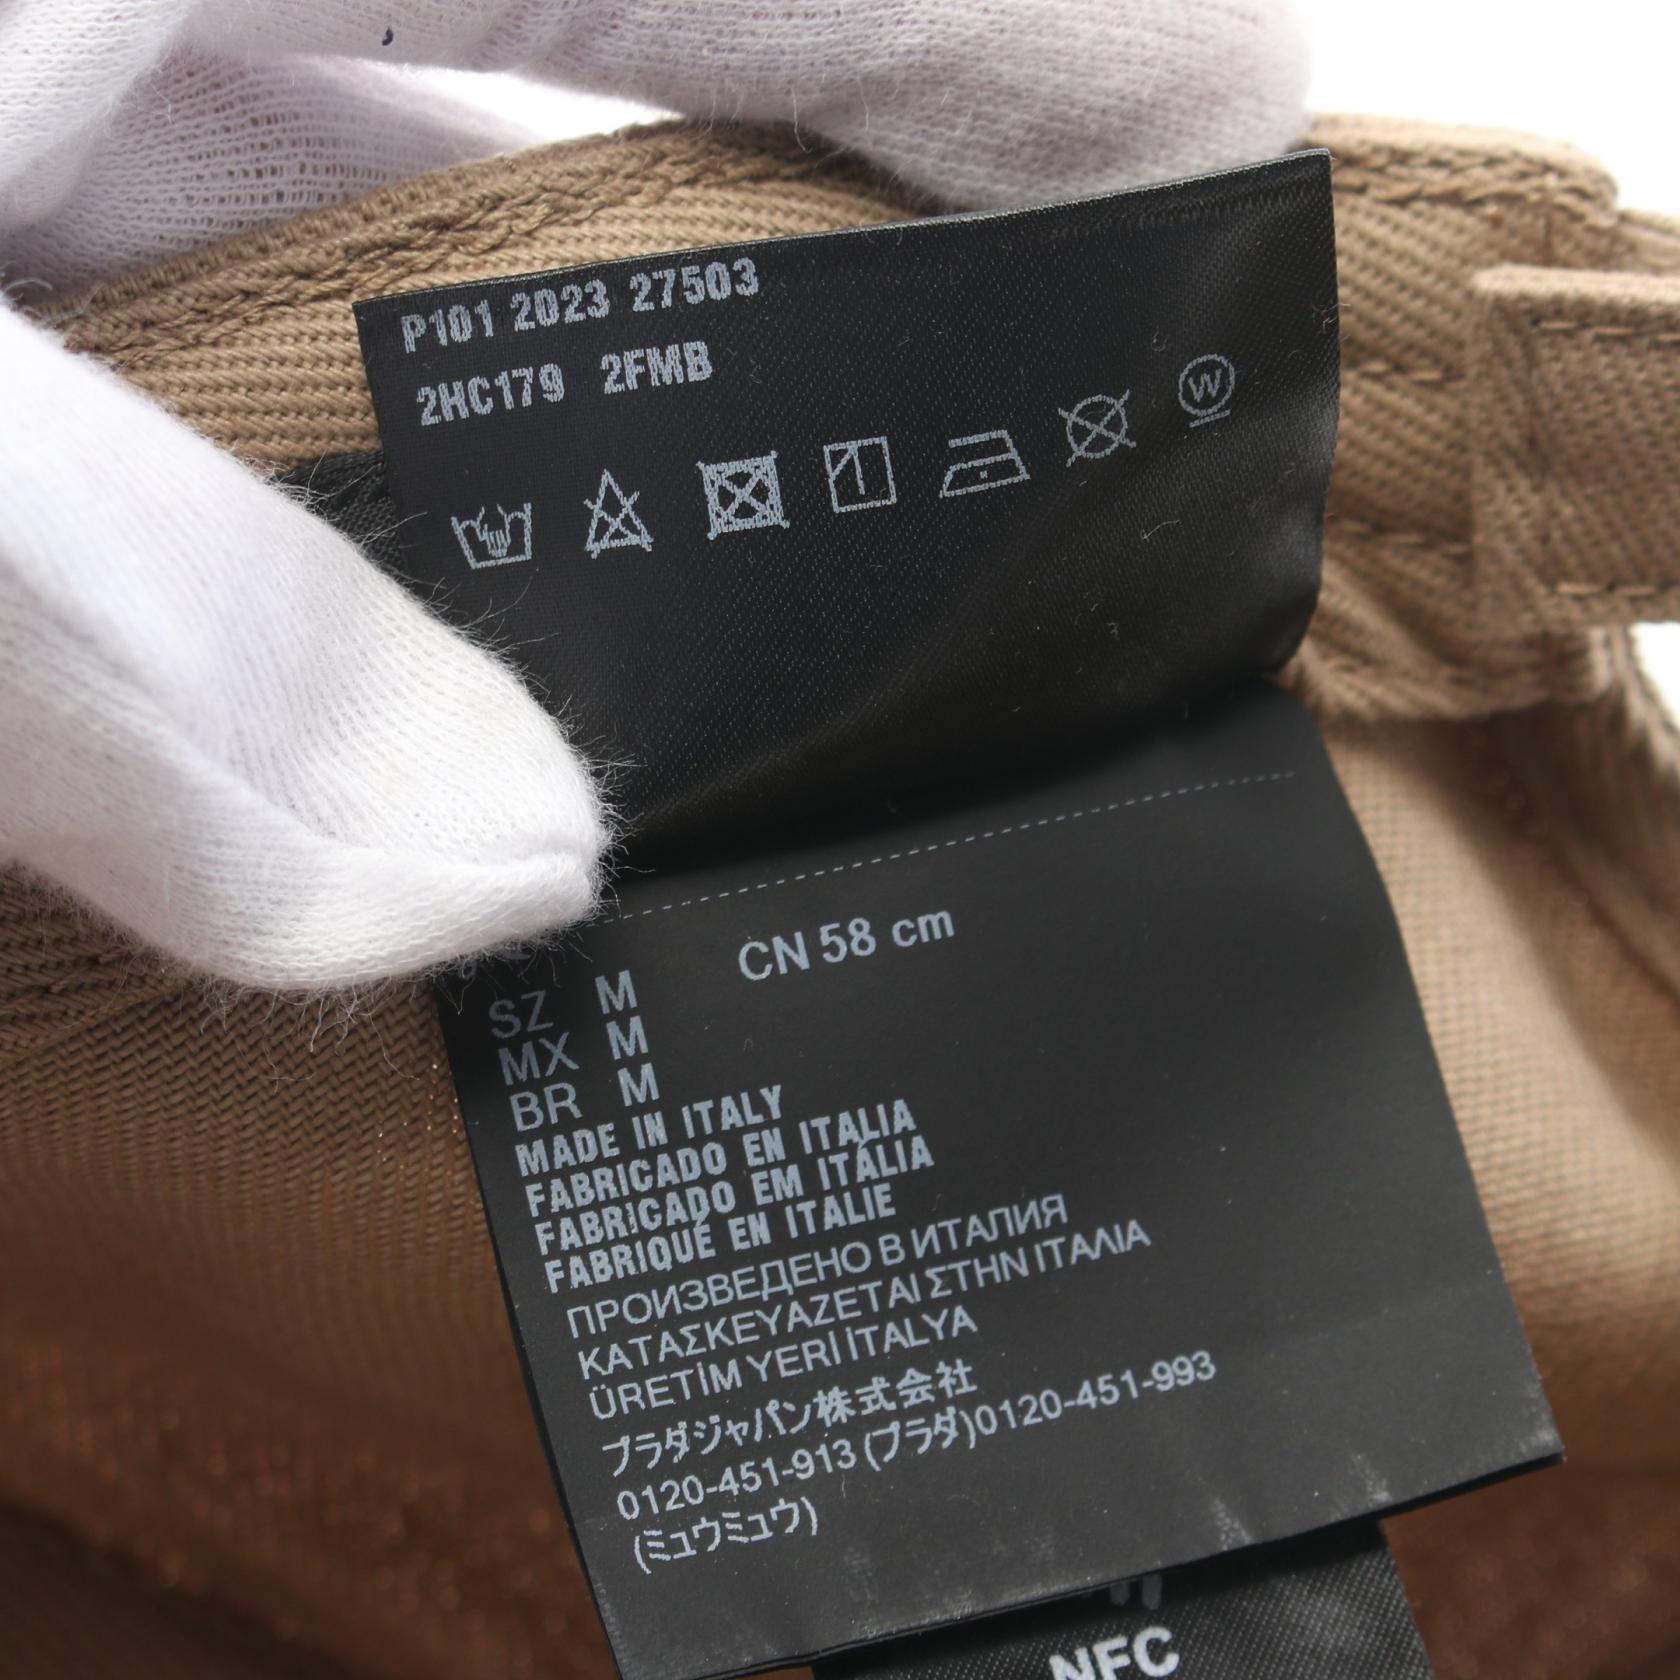 P101 2023 27503
2HC179 2FMB
W
CN 58 cm
SZ M
MX M
BR M
MADE IN ITALY
FABRICADO EN ITALIA
FABRICADO EM ITÁLIA
FABRIQUÉ EN ITALIE
ПРОИЗВЕДЕНО В ИТАЛИЯ
ΚΑΤΑΣΚΕΥΑΖΕΤΑΙ ΣΤΗΝ ΙΤΑΛΙΑ
ÜRETİM YERİ İTALYA
プラダジャパン株式会社
0120-451-913 (プラダ)0120-451-993
(ミュウミュウ)
NFC